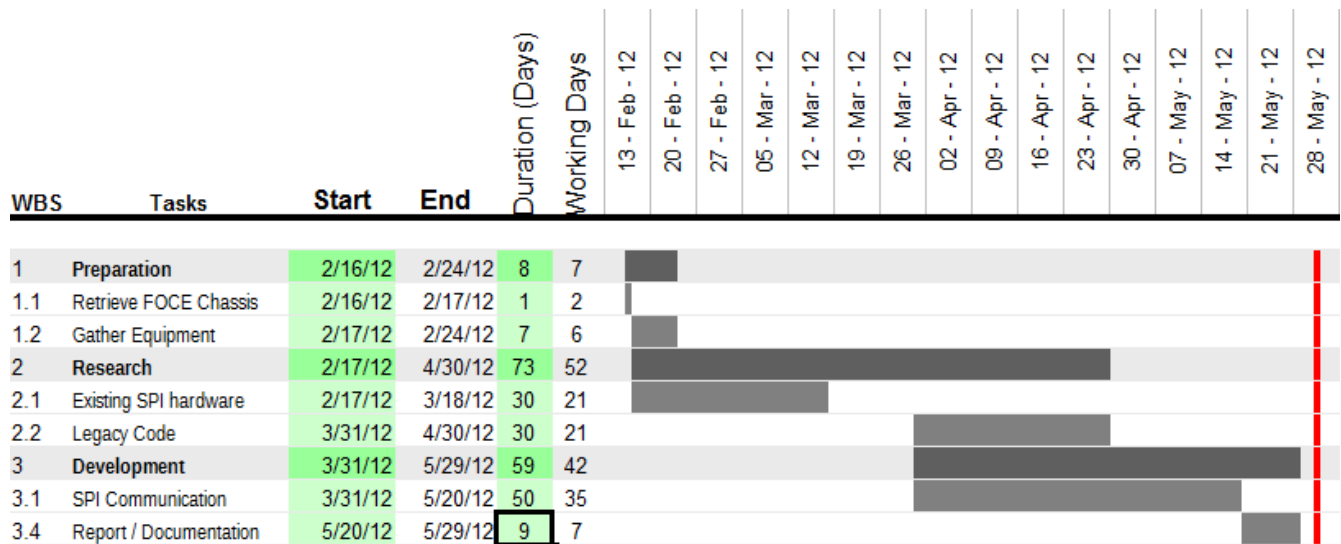 WBS Tasks Start End Duration (Days) Working Days 13 - Feb - 12 20 - Feb - 12 27 - Feb - 12 05 - Mar - 12 12 - Mar - 12 19 - Mar - 12 26 - Mar - 12 02 - Apr - 12 09 - Apr - 12 16 - Apr - 12 23 - Apr - 12 30 - Apr - 12 07 - May - 12 14 - May - 12 21 - May - 12 28 - May - 12
1 Preparation 2/16/12 2/24/12 8 7
1.1 Retrieve FOCE Chassis 2/16/12 2/17/12 1 2
1.2 Gather Equipment 2/17/12 2/24/12 7 6
2 Research 2/17/12 4/30/12 73 52
2.1 Existing SPI hardware 2/17/12 3/18/12 30 21
2.2 Legacy Code 3/31/12 4/30/12 30 21
3 Development 3/31/12 5/29/12 59 42
3.1 SPI Communication 3/31/12 5/20/12 50 35
3.4 Report / Documentation 5/20/12 5/29/12 9 7